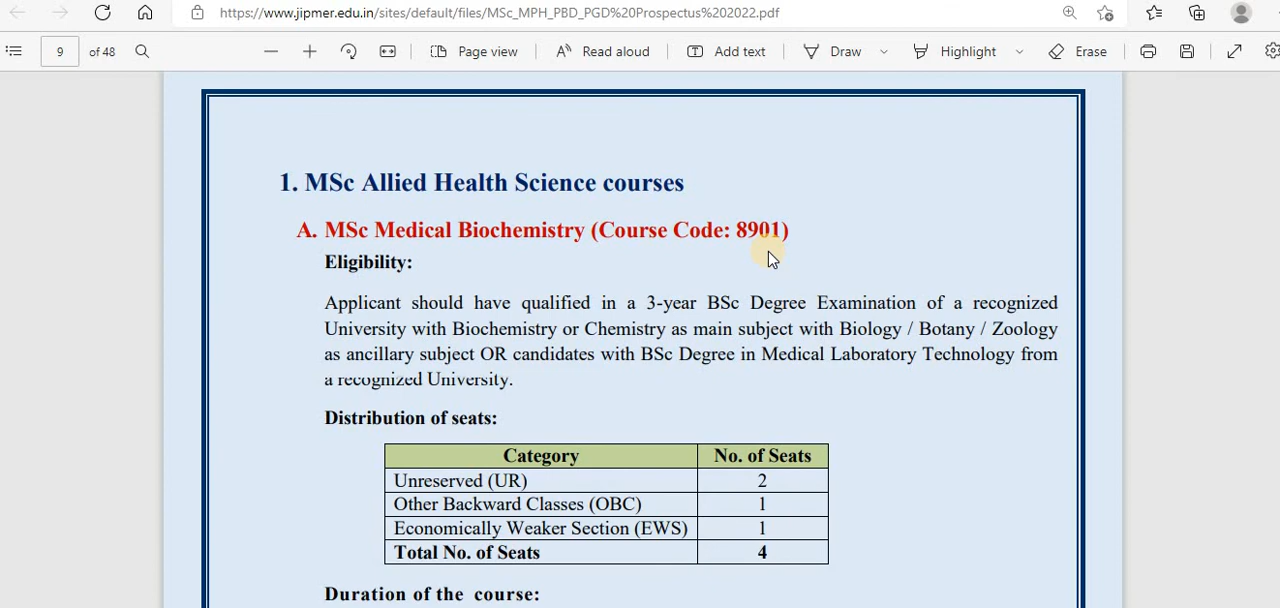 https://www.jipmer.edu.in/sites/default/files/MSc_MPH_PBD_PGD%20Prospectus%202022.pdf
9 of 48 Page view Read aloud Add text Draw Highlight Erase
1. MSc Allied Health Science courses
A. MSc Medical Biochemistry (Course Code: 8901)
Eligibility:
Applicant should have qualified in a 3-year BSc Degree Examination of a recognized
University with Biochemistry or Chemistry as main subject with Biology / Botany / Zoology
as ancillary subject OR candidates with BSc Degree in Medical Laboratory Technology from
a recognized University.
Distribution of seats:
Category No. of Seats
Unreserved (UR) 2
Other Backward Classes (OBC) 1
Economically Weaker Section (EWS) 1
Total No. of Seats 4
Duration of the course: